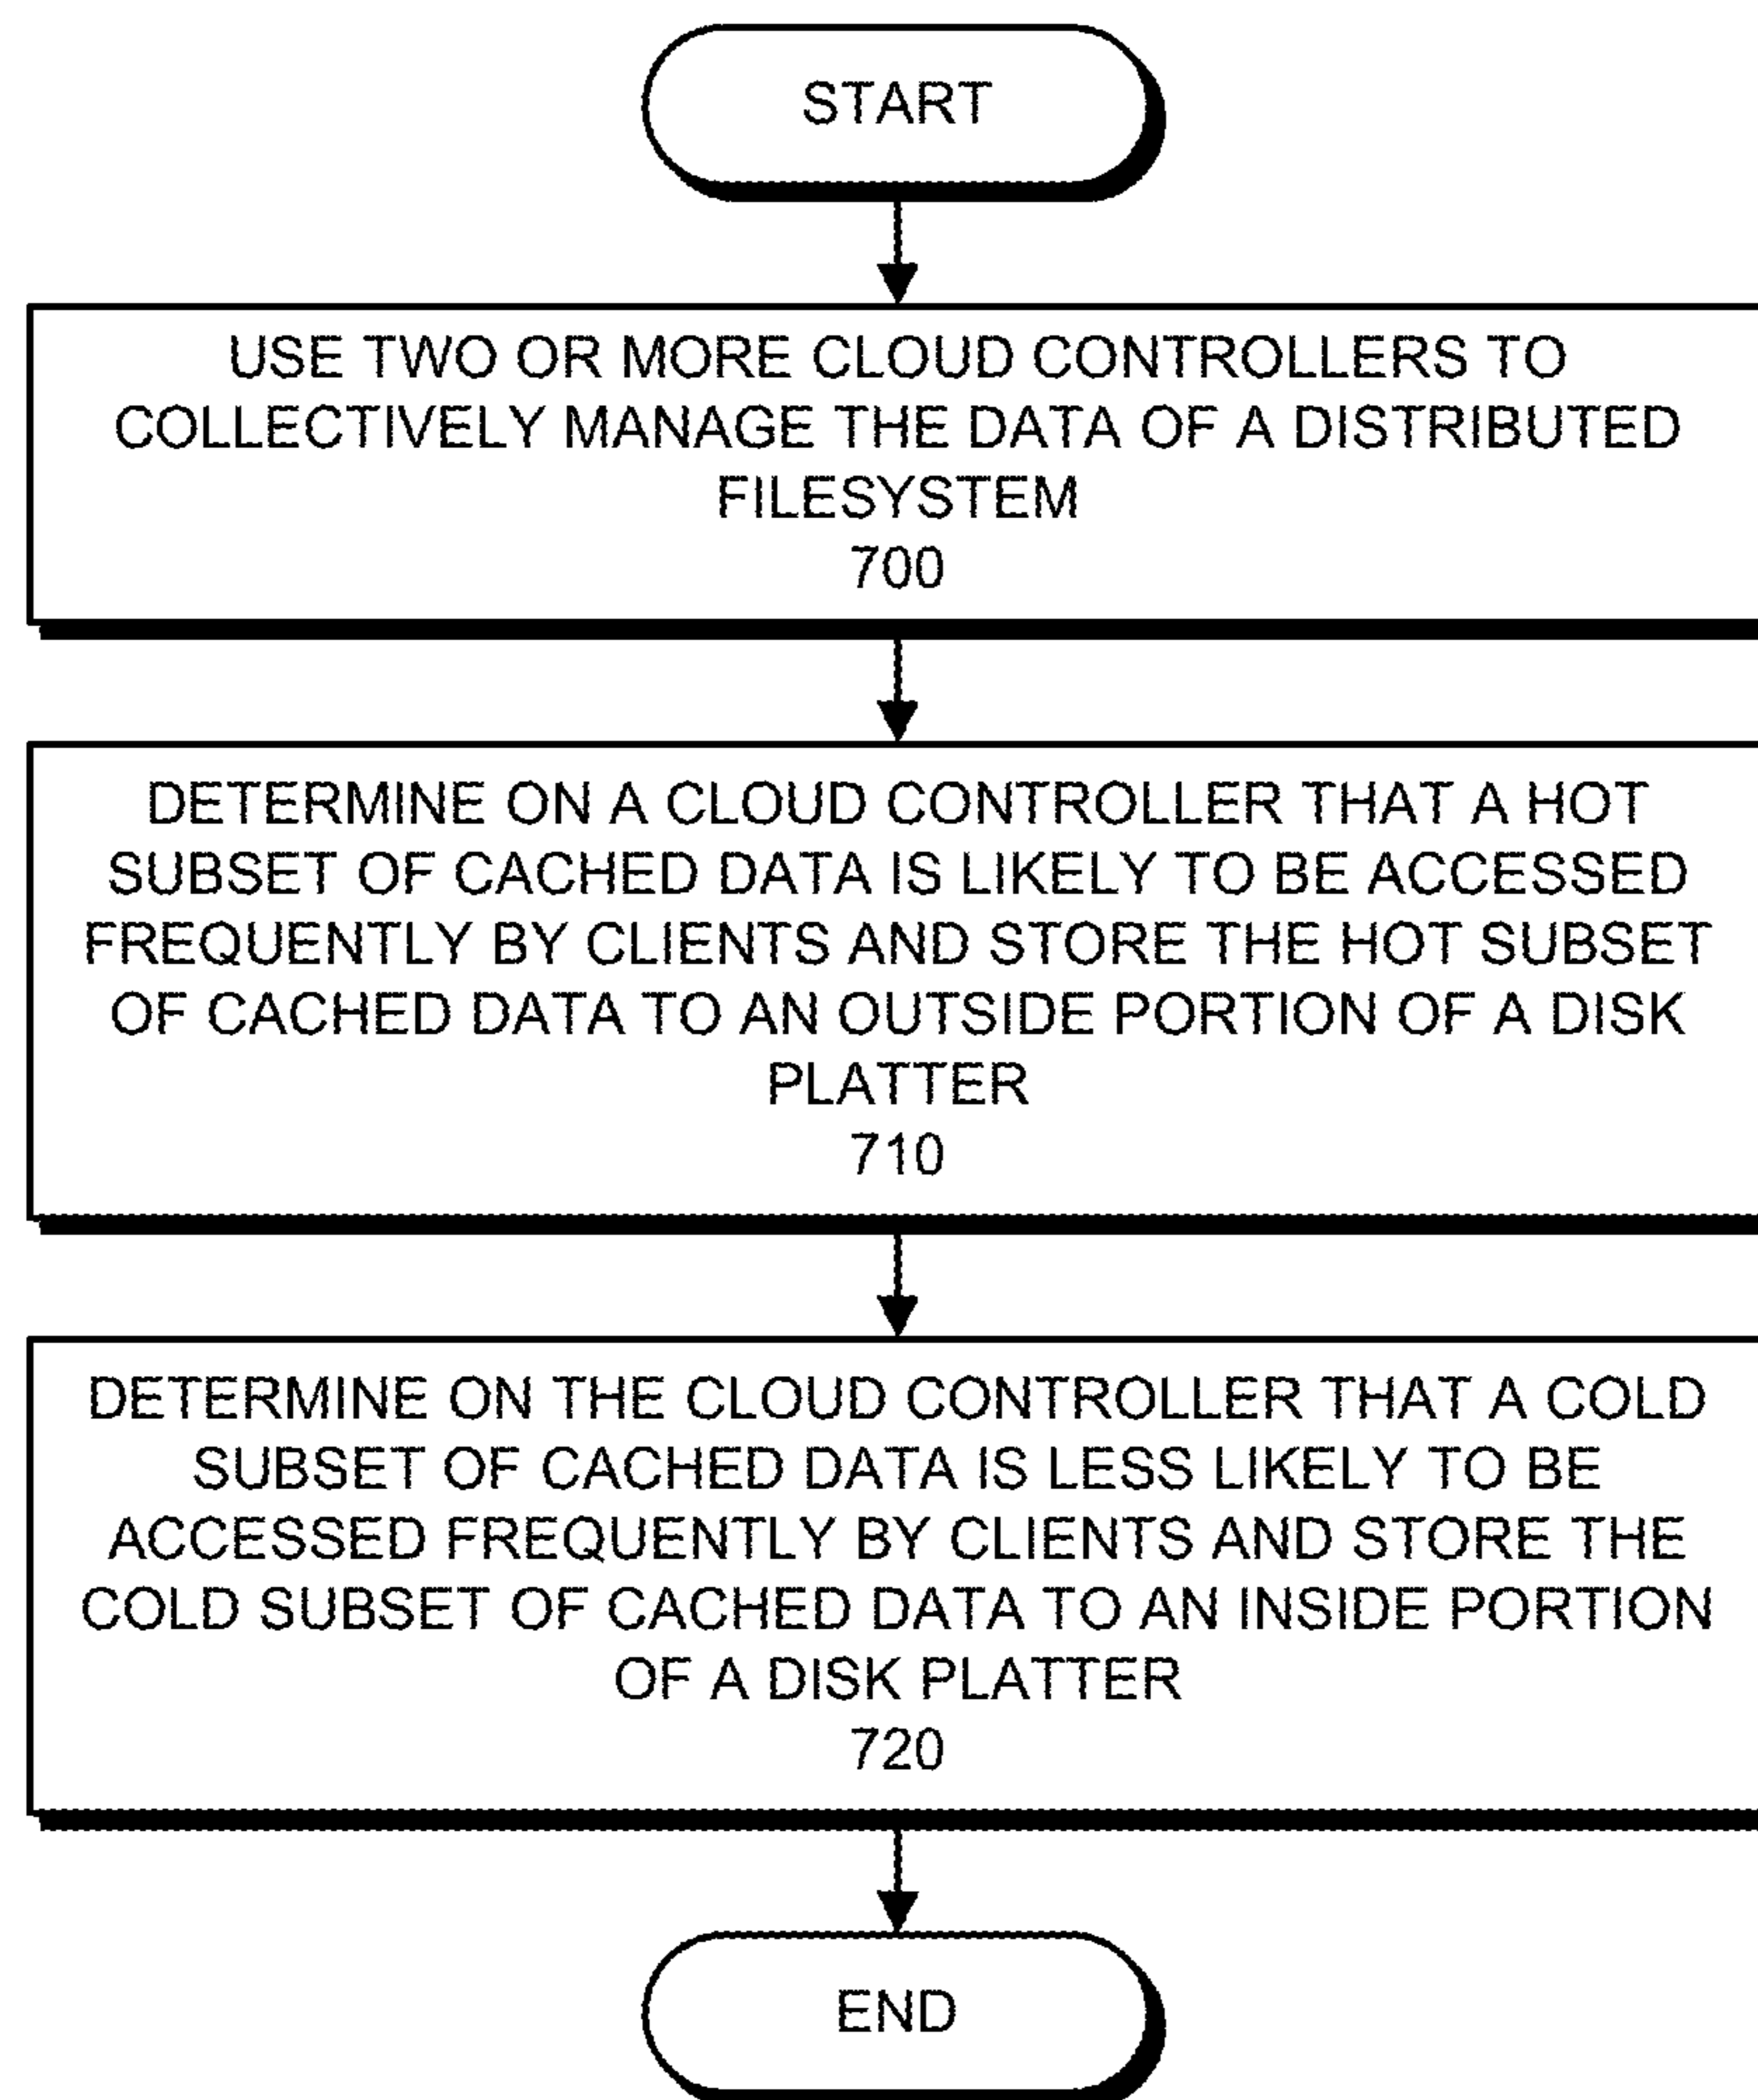 START
USE TWO OR MORE CLOUD CONTROLLERS TO
COLLECTIVELY MANAGE THE DATA OF A DISTRIBUTED
FILESYSTEM
700
DETERMINE ON A CLOUD CONTROLLER THAT A HOT
SUBSET OF CACHED DATA IS LIKELY TO BE ACCESSED
FREQUENTLY BY CLIENTS AND STORE THE HOT SUBSET
OF CACHED DATA TO AN OUTSIDE PORTION OF A DISK
PLATTER
710
DETERMINE ON THE CLOUD CONTROLLER THAT A COLD
SUBSET OF CACHED DATA IS LESS LIKELY TO BE
ACCESSED FREQUENTLY BY CLIENTS AND STORE THE
COLD SUBSET OF CACHED DATA TO AN INSIDE PORTION
OF A DISK PLATTER
720
END